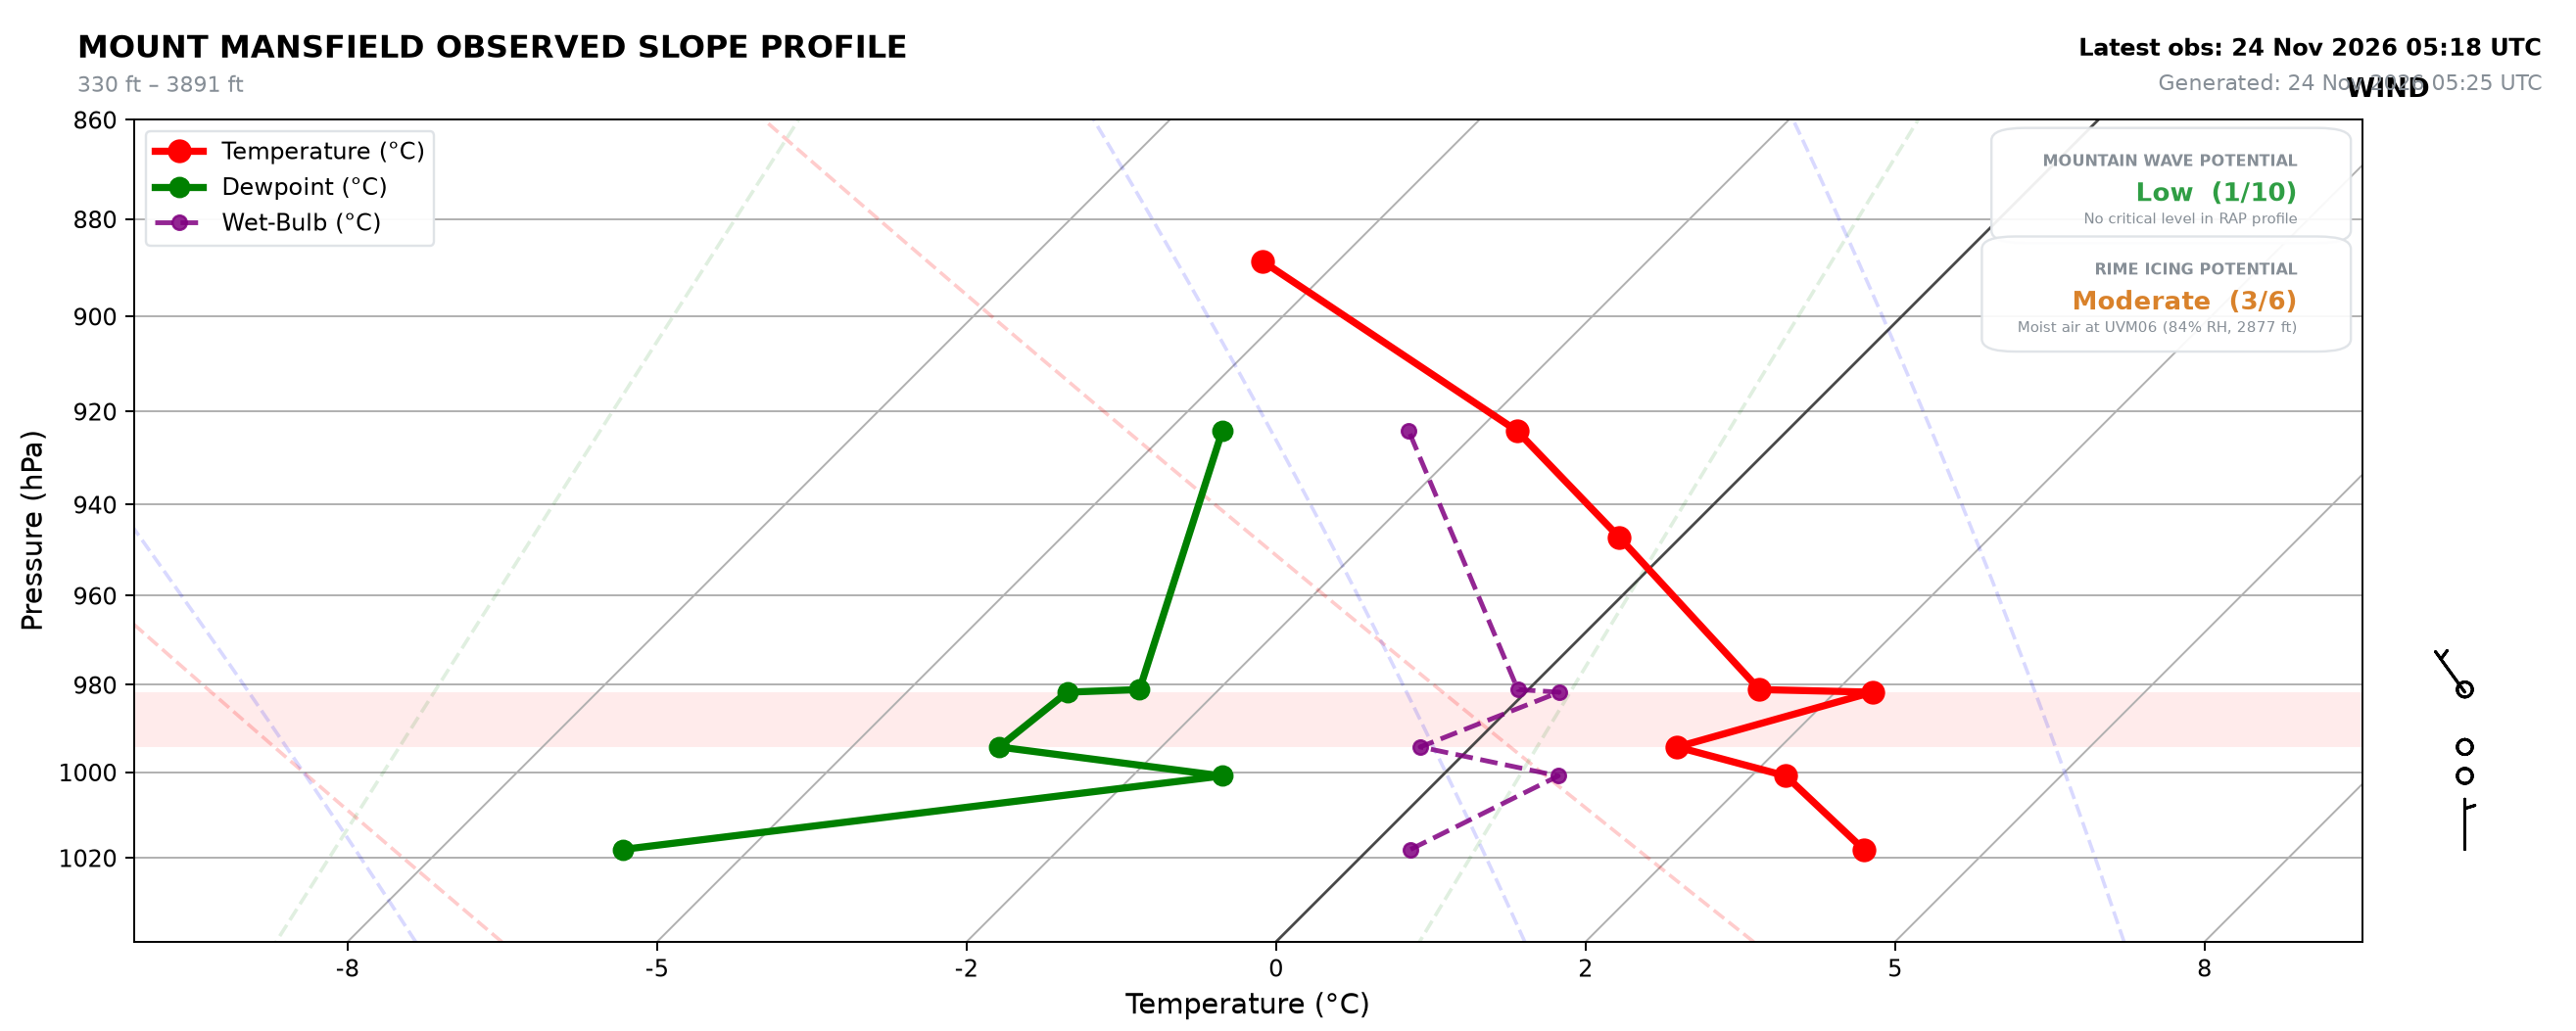 MOUNT MANSFIELD OBSERVED SLOPE PROFILE
330 ft – 3891 ft
Latest obs: 24 Nov 2026 05:18 UTC
Generated: 24 Nov 2026 05:25 UTC
WIND
Temperature (°C)
Dewpoint (°C)
Wet-Bulb (°C)
MOUNTAIN WAVE POTENTIAL
Low (1/10)
No critical level in RAP profile
RIME ICING POTENTIAL
Moderate (3/6)
Moist air at UVM06 (84% RH, 2877 ft)
Pressure (hPa)
860
880
900
920
940
960
980
1000
1020
-8 -5 -2 0 2 5 8
Temperature (°C)